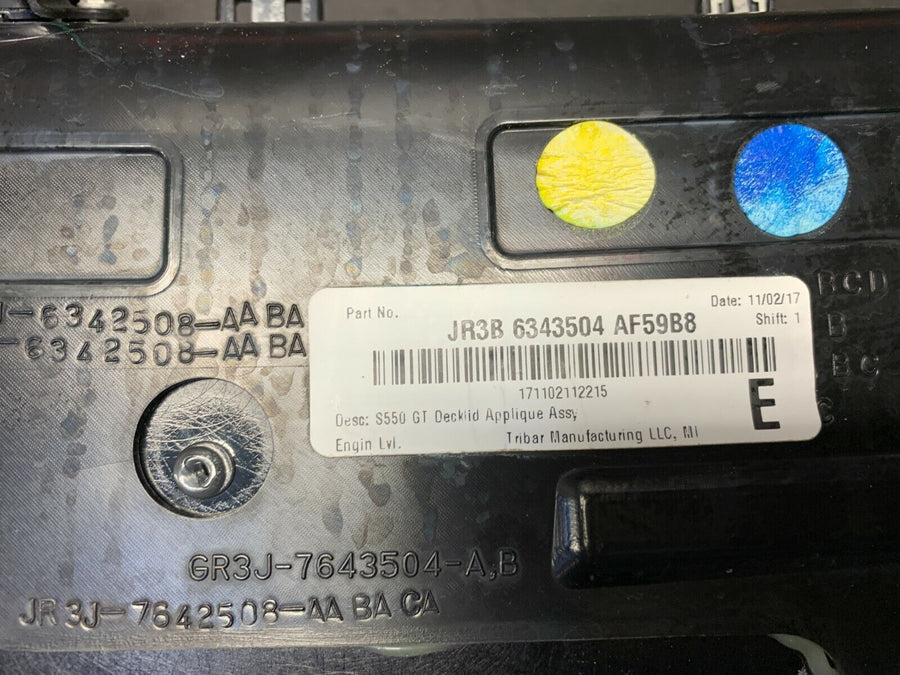 -6342508-AA BA
-6342508-AA BA
Part No.
Date: 11/02/17
JR3B 6343504 AF59B8
Shift: 1
171102112215
E
Desc: S550 GT Decklid Applique Assy
Engin Lvl.
Tribar Manufacturing LLC, MI
BCD
B
BC
C
GR3J-7643504-A,B
JR3J-7642508-AA BA CA